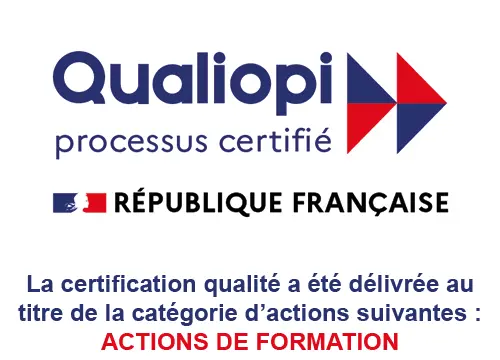 Qualiopi
processus certifié
RÉPUBLIQUE FRANÇAISE
La certification qualité a été délivrée au
titre de la catégorie d’actions suivantes :
ACTIONS DE FORMATION